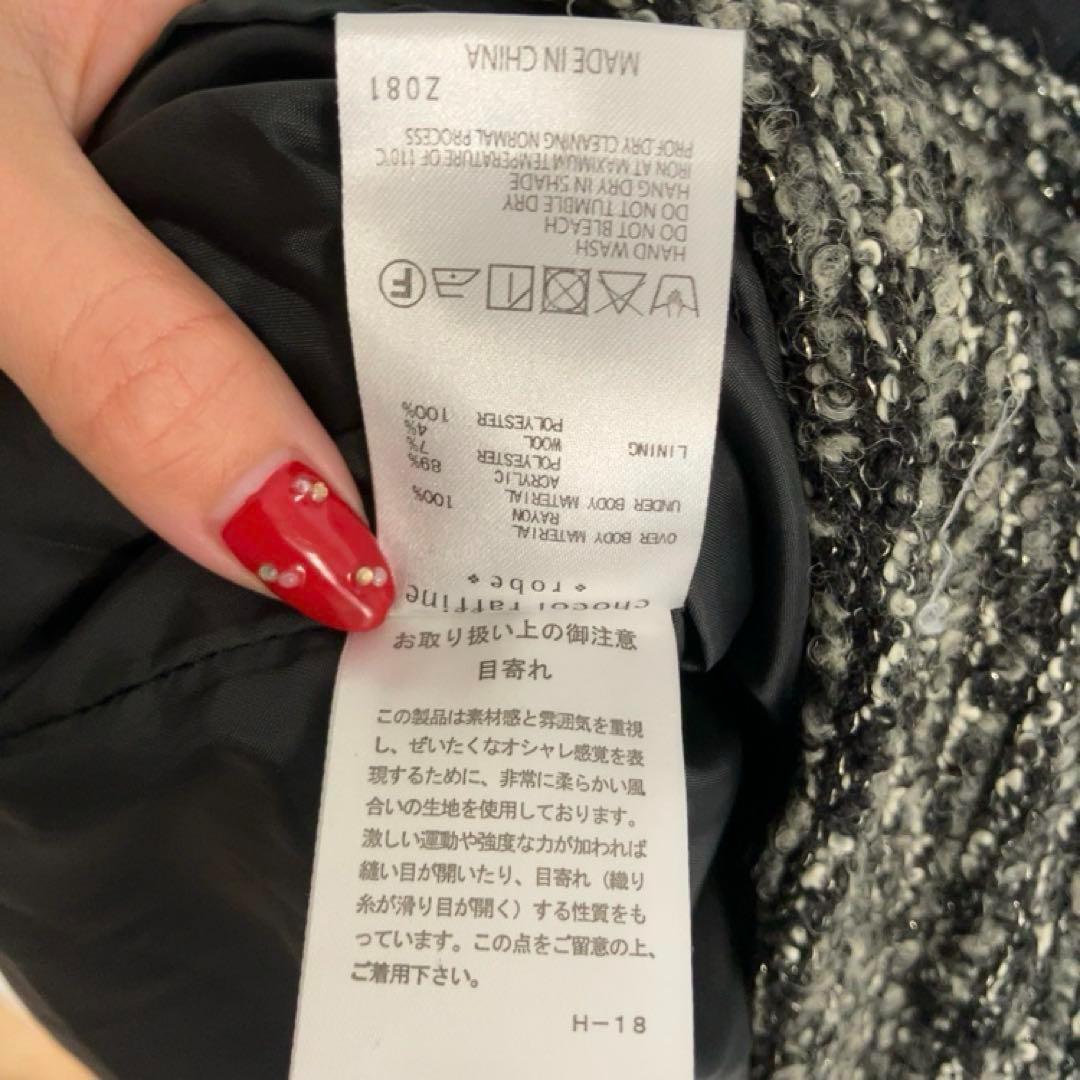 chocol raffine
robe
OVER BODY MATERIAL
RAYON 100%
UNDER BODY MATERIAL
ACRYLIC 89%
POLYESTER 7%
WOOL 4%
LINING
POLYESTER 100%
F
HAND WASH
DO NOT BLEACH
DO NOT TUMBLE DRY
HANG DRY IN SHADE
IRON AT MAXIMUM TEMPERATURE OF 110℃
PROF.DRY CLEANING NORMAL PROCESS
Z081
MADE IN CHINA
お取り扱い上の御注意
目寄れ
この製品は素材感と雰囲気を重視
し、ぜいたくなオシャレ感覚を表
現するために、非常に柔らかい風
合いの生地を使用しております。
激しい運動や強度な力が加われば
縫い目が開いたり、目寄れ（織り
糸が滑り目が開く）する性質をも
っています。この点をご留意の上、
ご着用下さい。
H-18